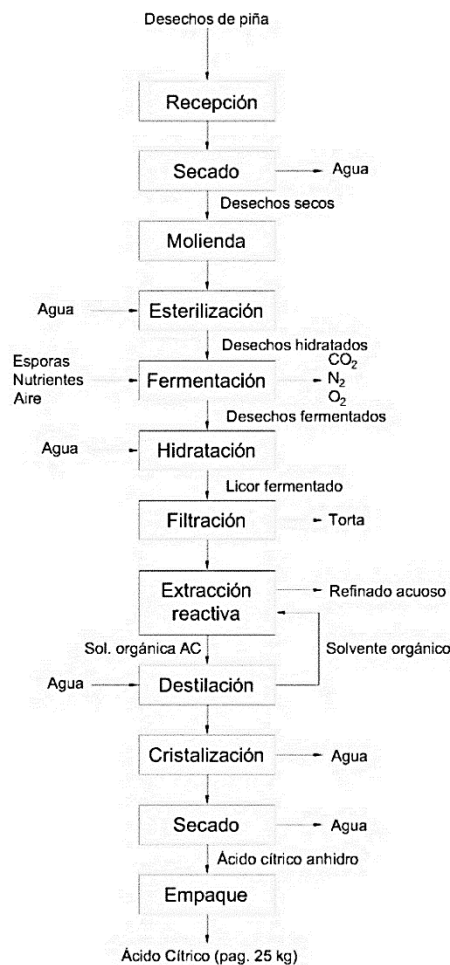 Desechos de piña
Recepción
Secado
Agua
Desechos secos
Molienda
Agua
Esterilización
Desechos hidratados
Esporas
Nutrientes
Aire
Fermentación
CO2
N2
O2
Desechos fermentados
Agua
Hidratación
Licor fermentado
Filtración
Torta
Extracción
reactiva
Refinado acuoso
Sol. orgánica AC
Solvente orgánico
Agua
Destilación
Cristalización
Agua
Secado
Agua
Ácido cítrico anhidro
Empaque
Ácido Cítrico (pag. 25 kg)